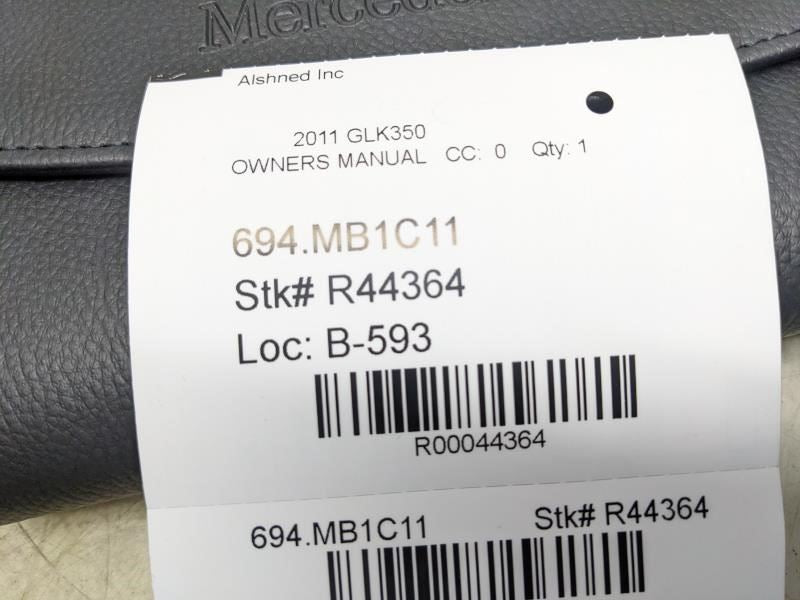 Alshned Inc
2011 GLK350
OWNERS MANUAL CC: 0 Qty: 1
694.MB1C11
Stk# R44364
Loc: B-593
R00044364
694.MB1C11 Stk# R44364